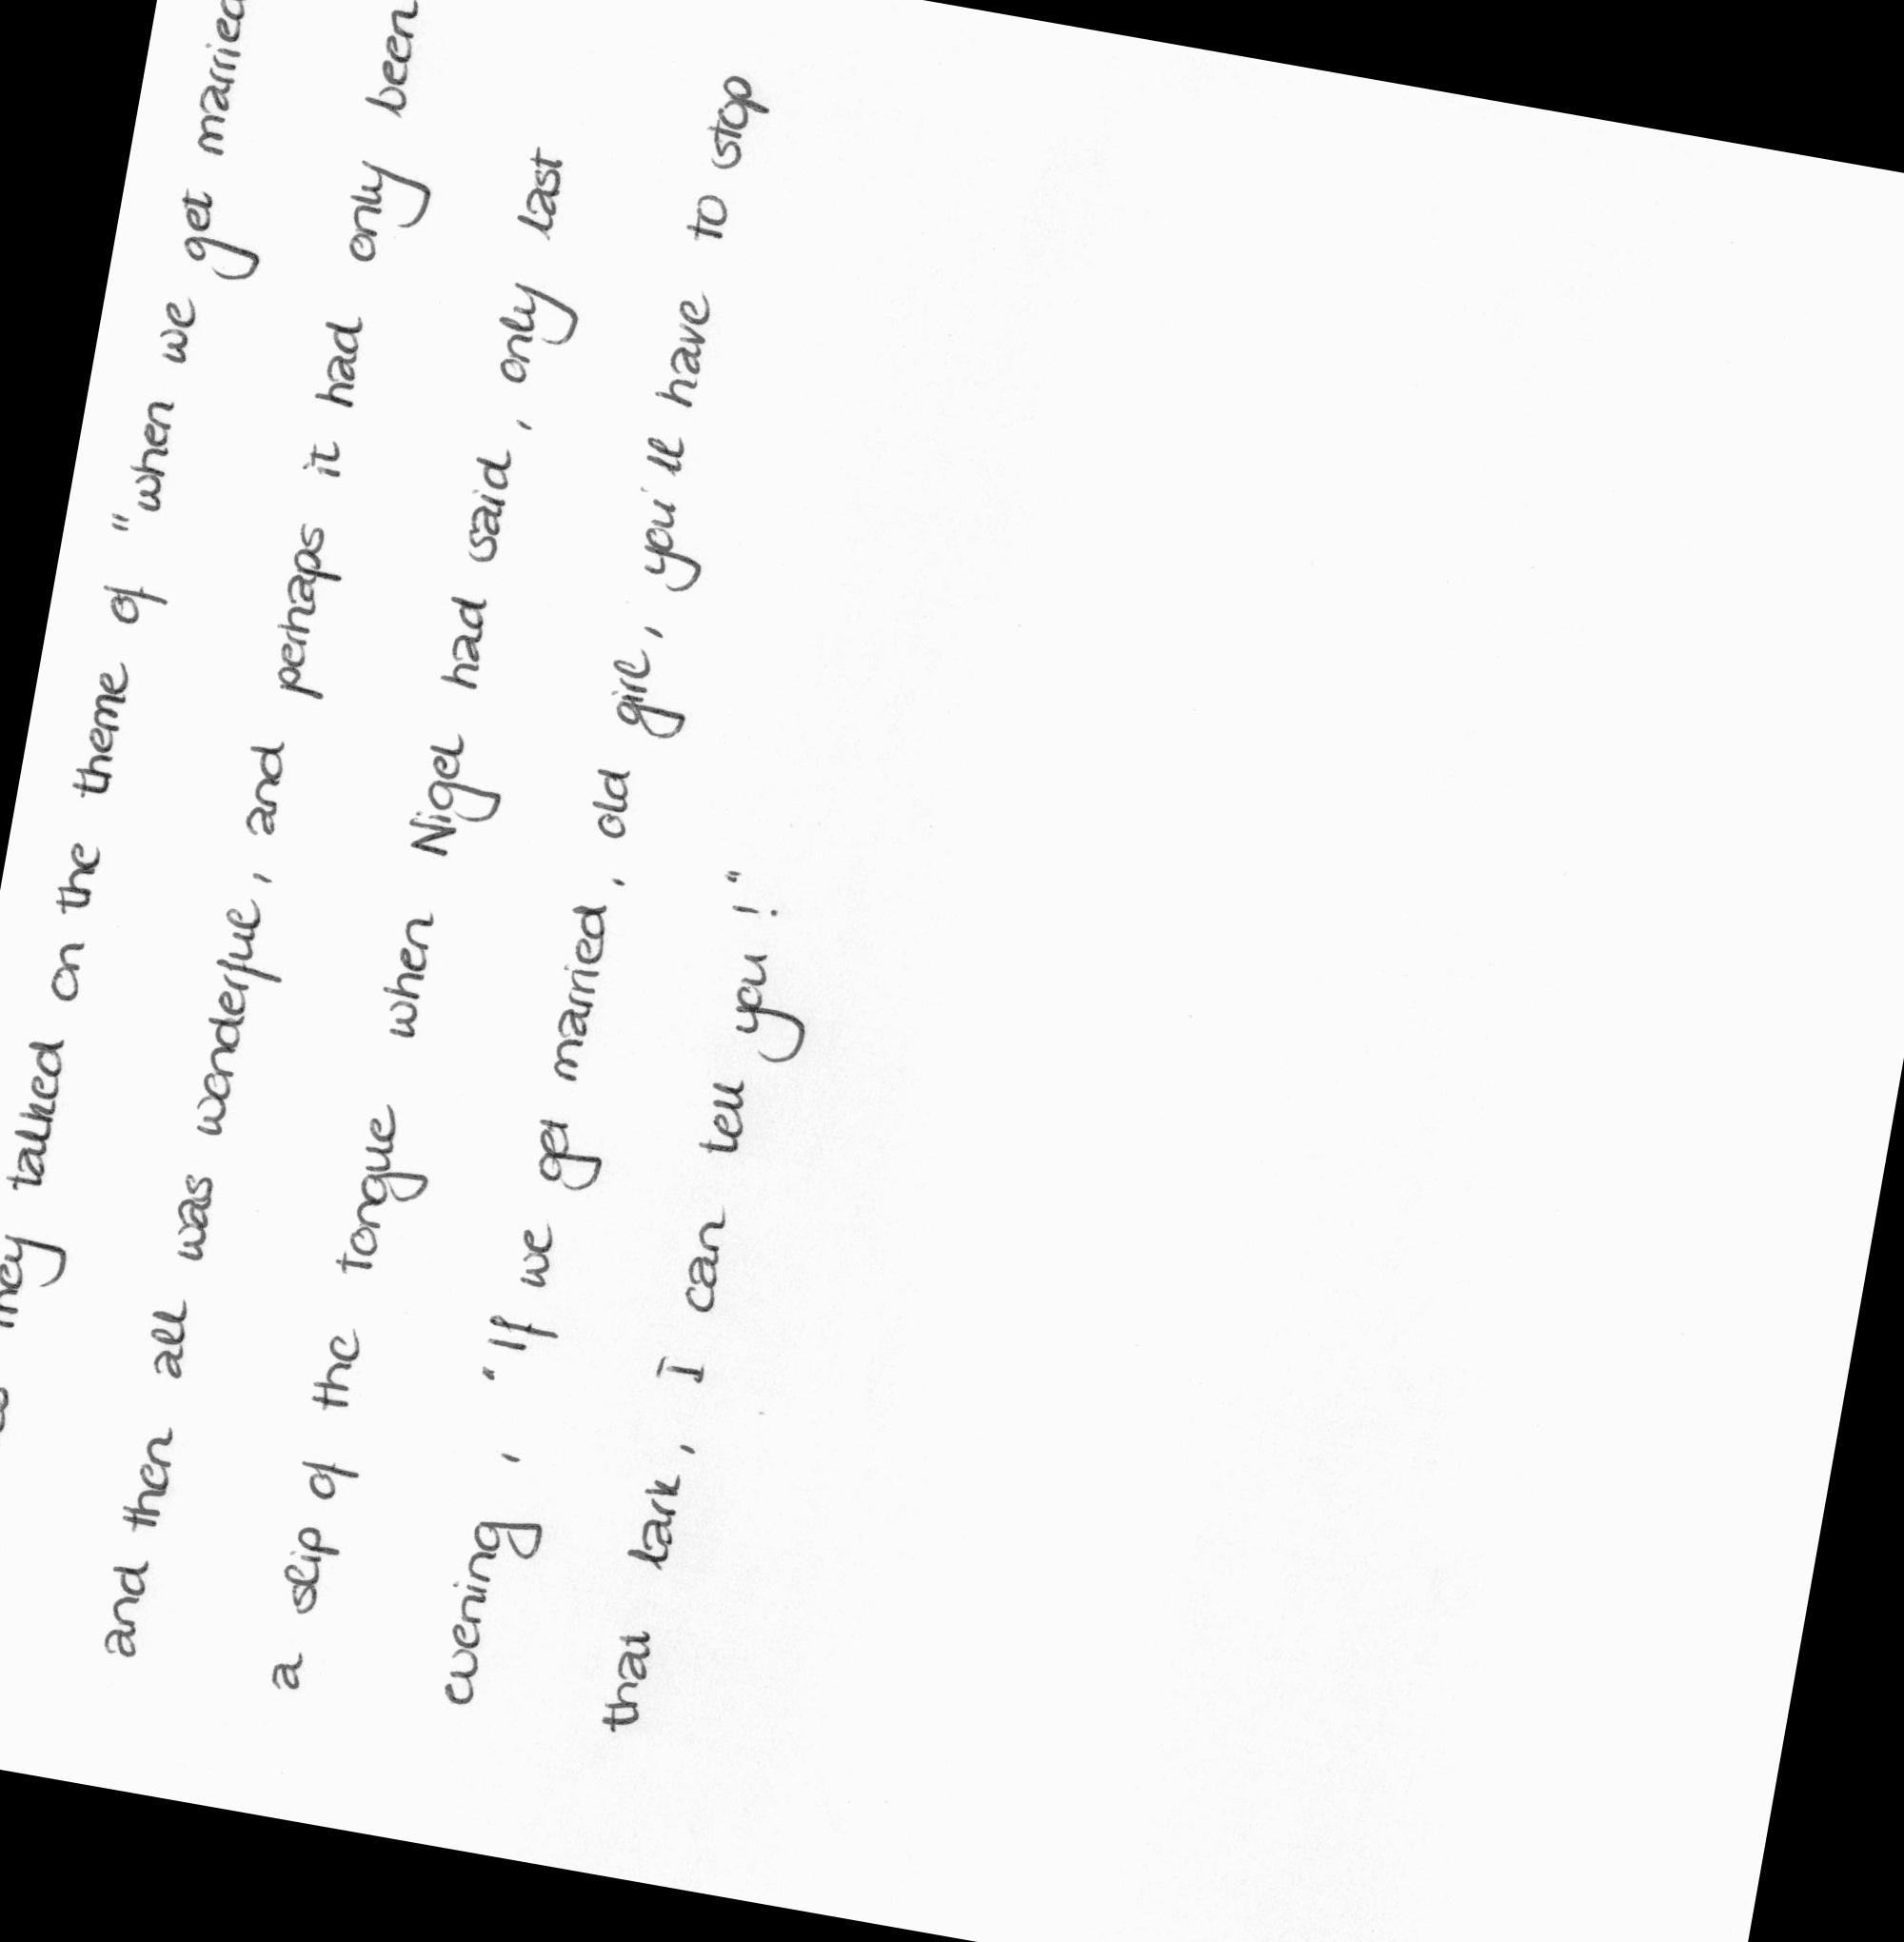 they talked on the theme of "when we get married
and then all was wonderful, and perhaps it had only been
a slip of the tongue when Nigel had said, only last
evening, "If we get married, old girl, you'll have to stop
that lark, I can tell you!"